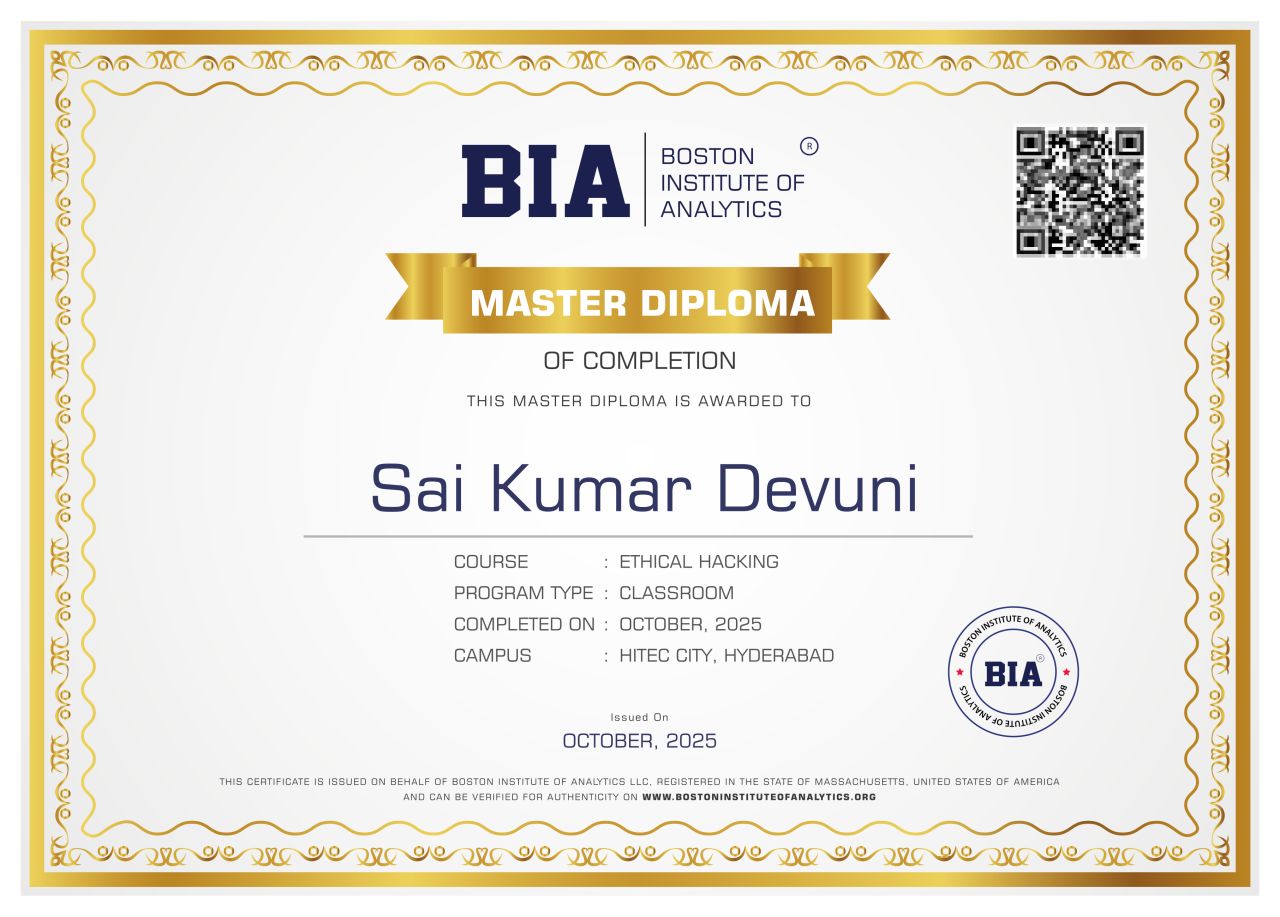 BIA
BOSTON
INSTITUTE OF
ANALYTICS
®
MASTER DIPLOMA
OF COMPLETION
THIS MASTER DIPLOMA IS AWARDED TO
Sai Kumar Devuni
COURSE : ETHICAL HACKING
PROGRAM TYPE : CLASSROOM
COMPLETED ON : OCTOBER, 2025
CAMPUS : HITEC CITY, HYDERABAD
BOSTON INSTITUTE OF ANALYTICS
BIA®
BOSTON INSTITUTE OF ANALYTICS
Issued On
OCTOBER, 2025
THIS CERTIFICATE IS ISSUED ON BEHALF OF BOSTON INSTITUTE OF ANALYTICS LLC, REGISTERED IN THE STATE OF MASSACHUSETTS, UNITED STATES OF AMERICA
AND CAN BE VERIFIED FOR AUTHENTICITY ON WWW.BOSTONINSTITUTEOFANALYTICS.ORG